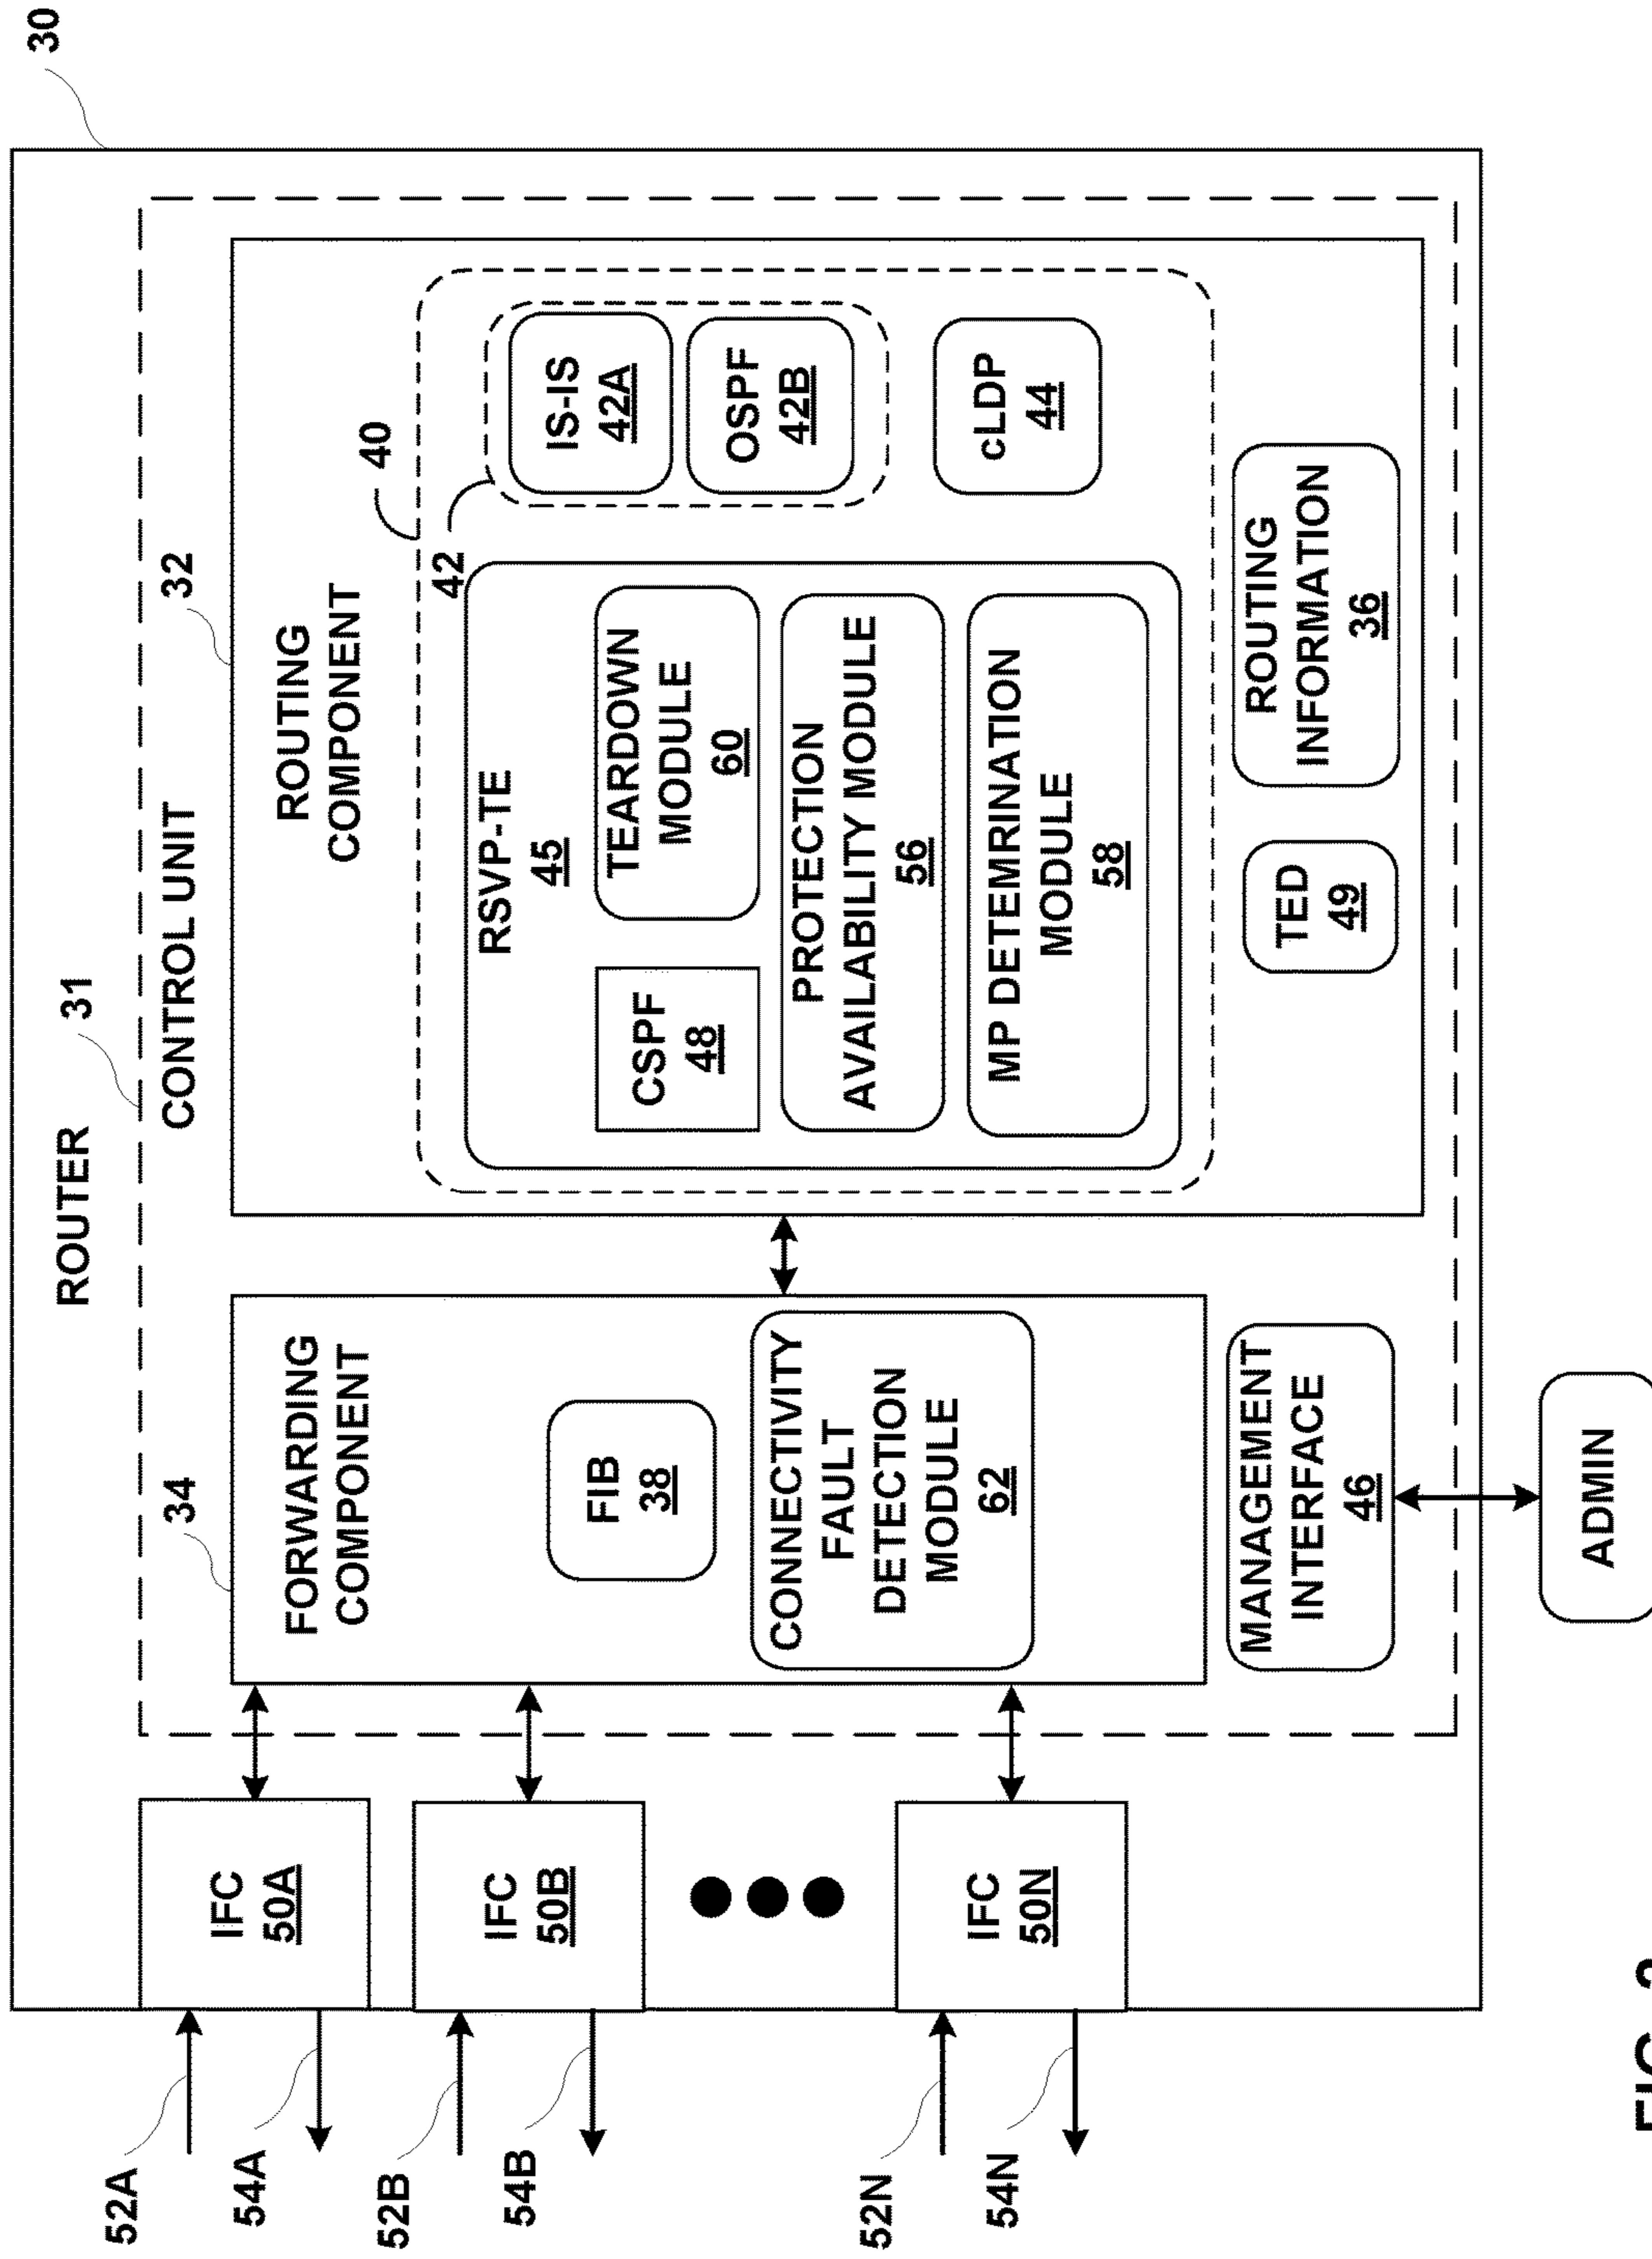 30
ROUTER
31
CONTROL UNIT
34
32
FORWARDING
COMPONENT
ROUTING
COMPONENT
40
42
FIB
38
CONNECTIVITY
FAULT
DETECTION
MODULE
62
RSVP-TE
45
CSPF
48
TEARDOWN
MODULE
60
PROTECTION
AVAILABILITY MODULE
56
MP DETEMRINATION
MODULE
58
IS-IS
42A
OSPF
42B
cLDP
44
TED
49
ROUTING
INFORMATION
36
MANAGEMENT
INTERFACE
46
ADMIN
IFC
50A
IFC
50B
IFC
50N
52A
54A
52B
54B
52N
54N